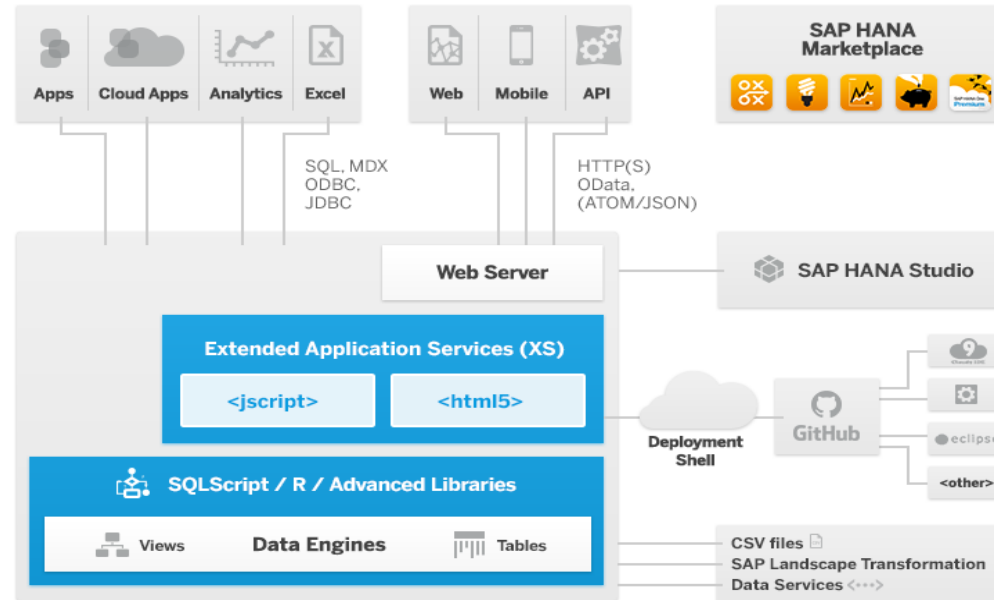 Apps
Cloud Apps
Analytics
Excel
Web
Mobile
API
SAP HANA
Marketplace
SQL, MDX
ODBC,
JDBC
HTTP(S)
OData,
(ATOM/JSON)
Web Server
SAP HANA Studio
Extended Application Services (XS)
<jscript>
<html5>
Deployment
Shell
GitHub
9
eclipse
<other>
SQLScript / R / Advanced Libraries
Views
Data Engines
Tables
CSV files
SAP Landscape Transformation
Data Services <···>